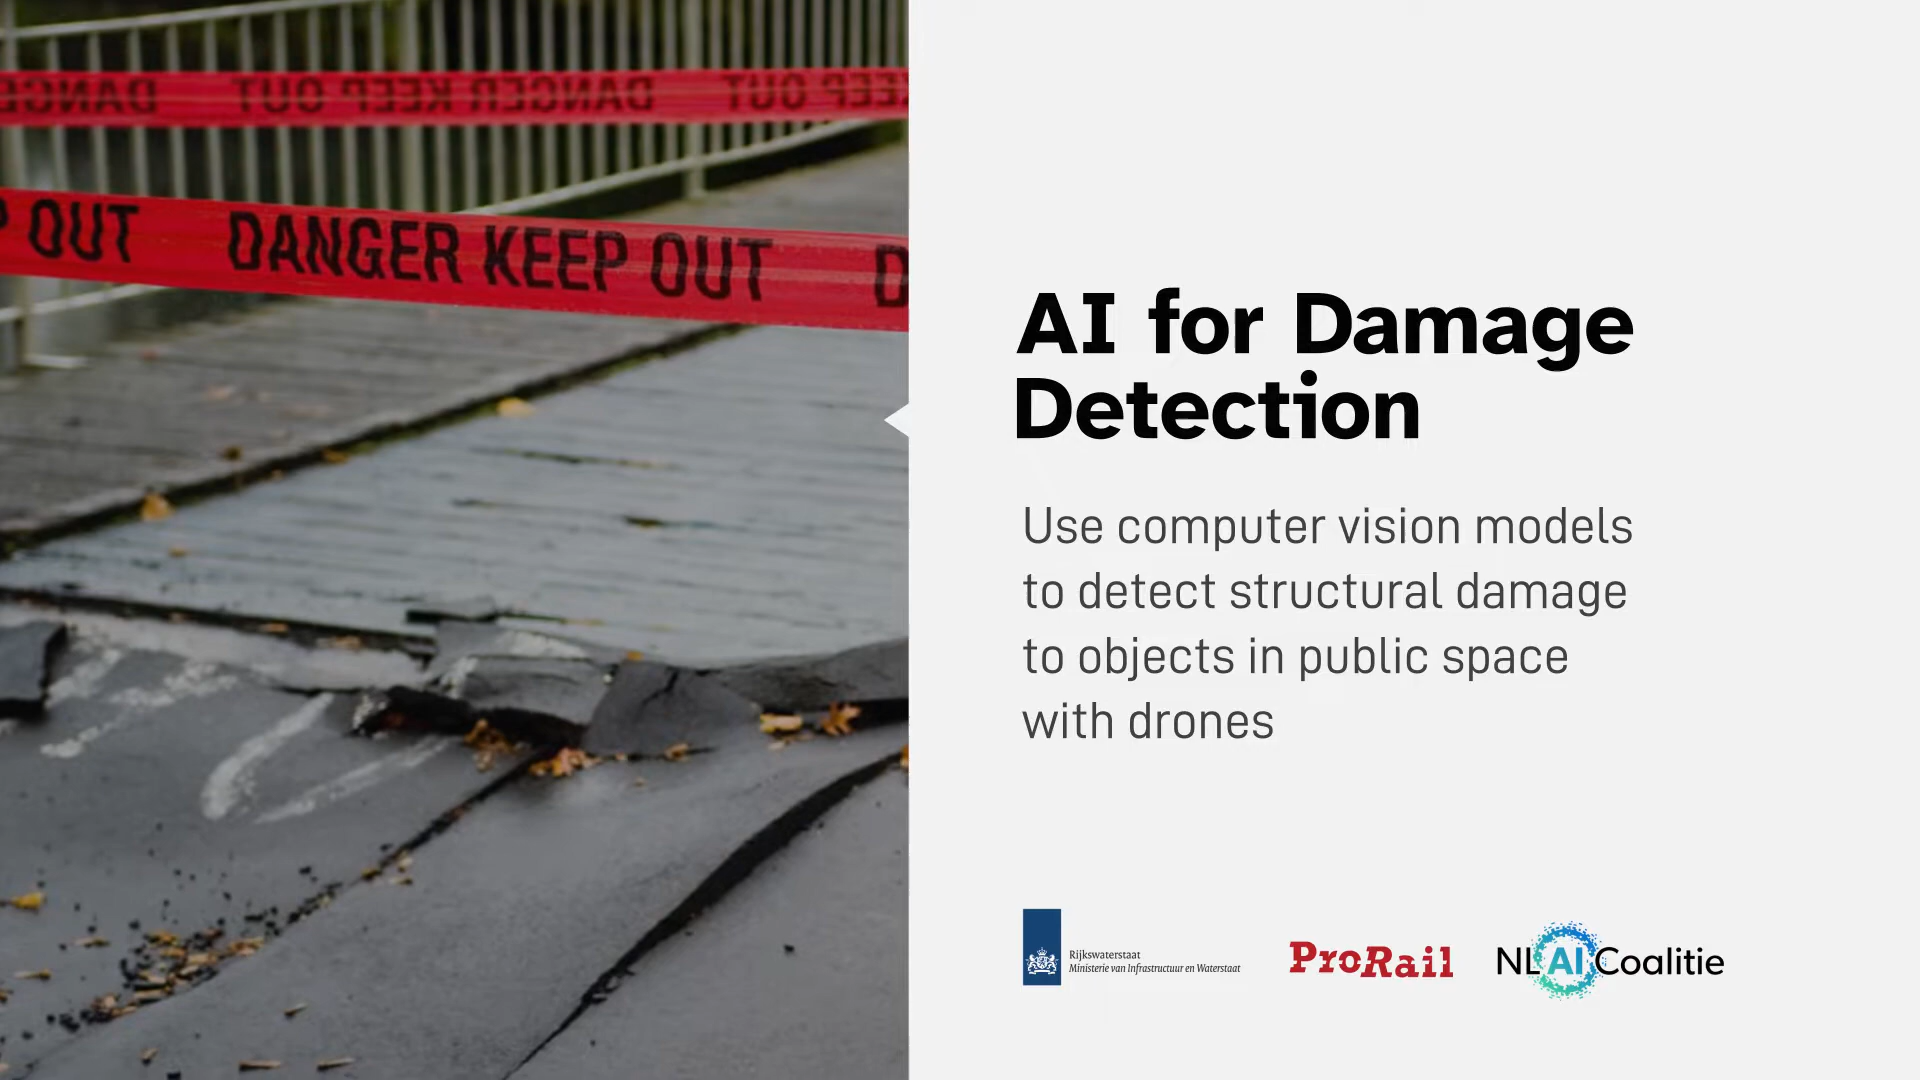 DANGER KEEP OUT KEEP OUT
OUT DANGER KEEP OUT
AI for Damage
Detection
Use computer vision models
to detect structural damage
to objects in public space
with drones
Rijkswaterstaat
Ministerie van Infrastructuur en Waterstaat
ProRail
NL AI Coalitie